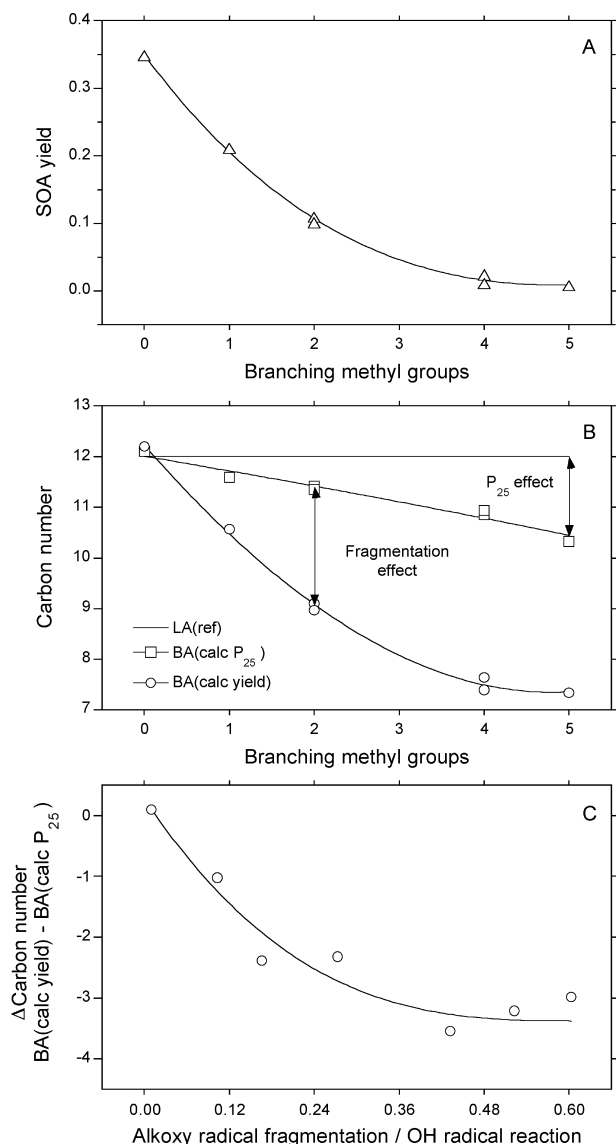 0.4
A
0.3
0.2
0.1
0.0
SOA yield
0 1 2 3 4 5
Branching methyl groups
13
B
12
11
10
9
8
7
Carbon number
P25 effect
Fragmentation
effect
LA(ref)
BA(calc P25 )
BA(calc yield)
0 1 2 3 4 5
Branching methyl groups
0
C
-1
-2
-3
-4
ΔCarbon number
BA(calc yield) - BA(calc P25 )
0.00 0.12 0.24 0.36 0.48 0.60
Alkoxy radical fragmentation / OH radical reaction